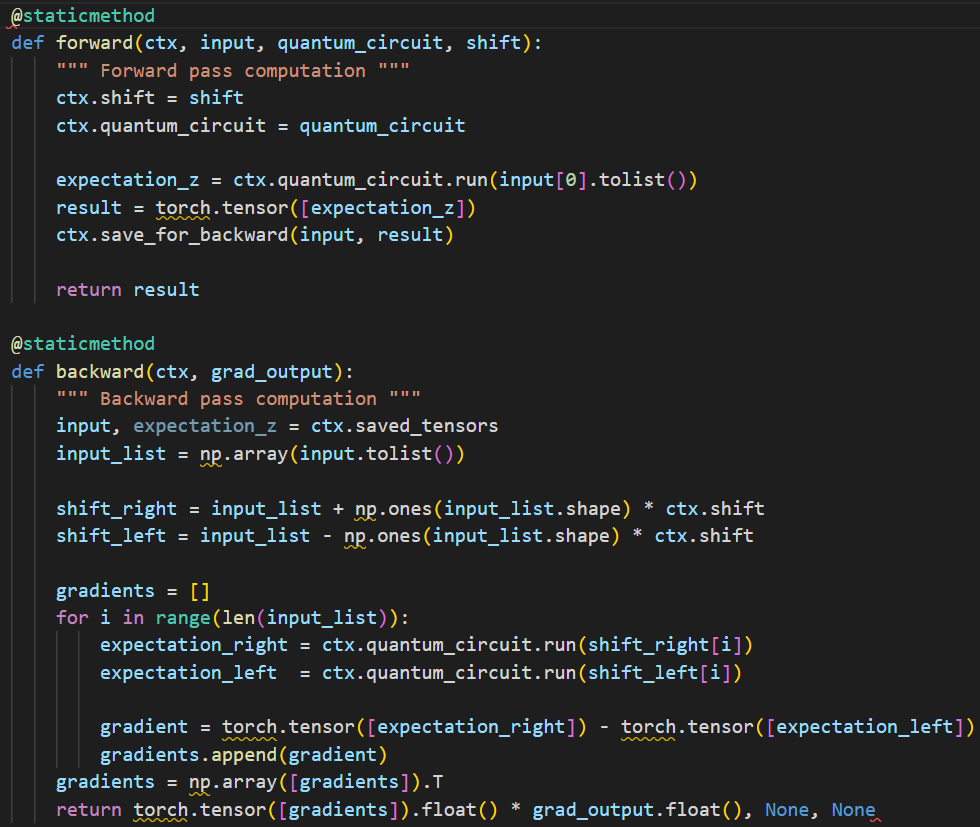 @staticmethod
def forward(ctx, input, quantum_circuit, shift):
    """ Forward pass computation """
    ctx.shift = shift
    ctx.quantum_circuit = quantum_circuit

    expectation_z = ctx.quantum_circuit.run(input[0].tolist())
    result = torch.tensor([expectation_z])
    ctx.save_for_backward(input, result)

    return result

@staticmethod
def backward(ctx, grad_output):
    """ Backward pass computation """
    input, expectation_z = ctx.saved_tensors
    input_list = np.array(input.tolist())

    shift_right = input_list + np.ones(input_list.shape) * ctx.shift
    shift_left = input_list - np.ones(input_list.shape) * ctx.shift

    gradients = []
    for i in range(len(input_list)):
        expectation_right = ctx.quantum_circuit.run(shift_right[i])
        expectation_left  = ctx.quantum_circuit.run(shift_left[i])

        gradient = torch.tensor([expectation_right]) - torch.tensor([expectation_left])
        gradients.append(gradient)
    gradients = np.array([gradients]).T
    return torch.tensor([gradients]).float() * grad_output.float(), None, None